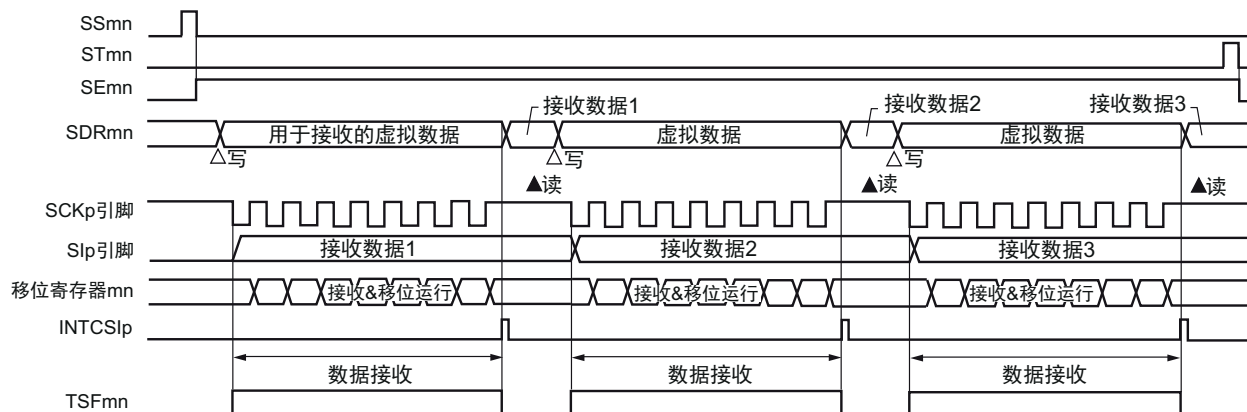 SSmn
STmn
SEmn
接收数据1
接收数据2
接收数据3
SDRmn
用于接收的虚拟数据
虚拟数据
虚拟数据
△写
△写
△写
▲读
▲读
▲读
SCKp引脚
SIp引脚
接收数据1
接收数据2
接收数据3
移位寄存器mn
接收&移位运行
接收&移位运行
接收&移位运行
INTCSIp
数据接收
数据接收
数据接收
TSFmn